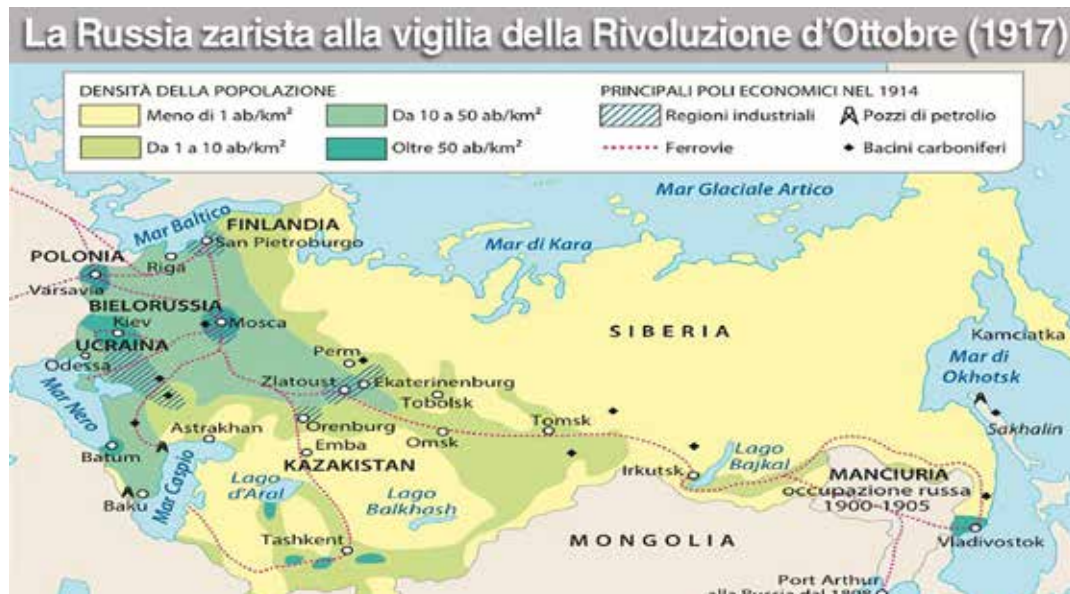 La Russia zarista alla vigilia della Rivoluzione d'Ottobre (1917)
DENSITÀ DELLA POPOLAZIONE
Meno di 1 ab/km²
Da 10 a 50 ab/km²
Da 1 a 10 ab/km²
Oltre 50 ab/km²
PRINCIPALI POLI ECONOMICI NEL 1914
Regioni industriali
Pozzi di petrolio
Ferrovie
Bacini carboniferi
Mar Glaciale Artico
Mar Baltico
FINLANDIA
San Pietroburgo
Mar di Kara
POLONIA
Riga
Varsavia
BIELORUSSIA
Kiev
Mosca
SIBERIA
Kamciatka
UCRAINA
Odessa
Perm
Mar di
Okhotsk
Zlatoust
Ekaterinenburg
Tobolsk
Mar Nero
Astrakhan
Orenburg
Emba
Omsk
Tomsk
Sakhalin
Batum
KAZAKISTAN
Irkutsk
Lago
Bajkal
MANCIURIA
occupazione russa
1900-1905
Mar Caspio
Lago
d'Aral
Lago
Balkhash
Baku
Tashkent
MONGOLIA
Vladivostok
Port Arthur
alla Russia dal 1898